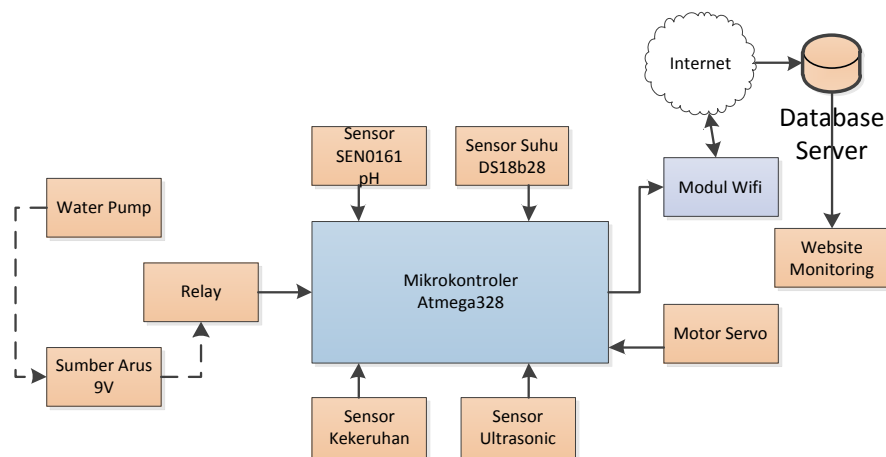 Internet
Database
Server
Sensor
SEN0161
pH
Sensor Suhu
DS18b28
Modul Wifi
Water Pump
Website
Monitoring
Relay
Mikrokontroler
Atmega328
Motor Servo
Sumber Arus
9V
Sensor
Kekeruhan
Sensor
Ultrasonic